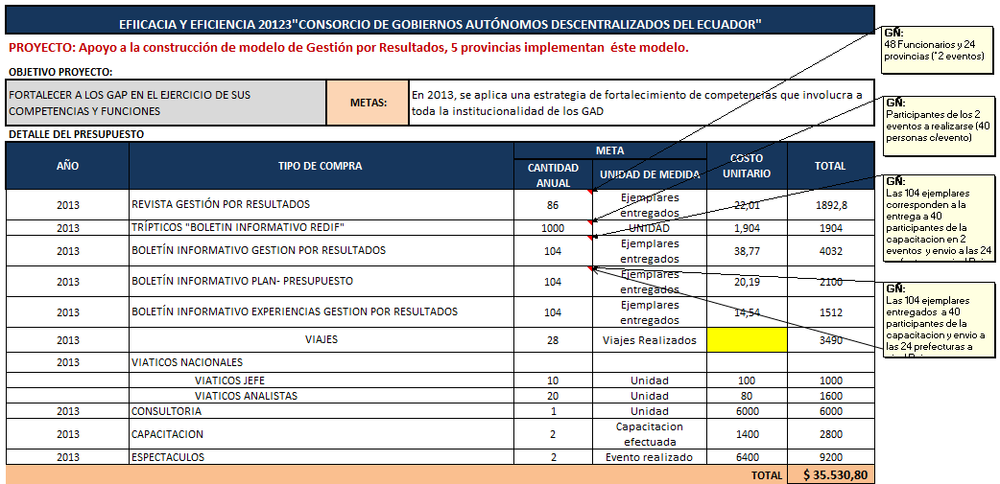 EFIICACIA Y EFICIENCIA 20123"CONSORCIO DE GOBIERNOS AUTÓNOMOS DESCENTRALIZADOS DEL ECUADOR"
PROYECTO: Apoyo a la construcción de modelo de Gestión por Resultados, 5 provincias implementan éste modelo.
OBJETIVO PROYECTO:
FORTALECER A LOS GAP EN EL EJERCICIO DE SUS
COMPETENCIAS Y FUNCIONES
METAS:
En 2013, se aplica una estrategia de fortalecimiento de competencias que involucra a
toda la institucionalidad de los GAD
DETALLE DEL PRESUPUESTO
AÑO TIPO DE COMPRA META COSTO UNITARIO TOTAL
CANTIDAD ANUAL UNIDAD DE MEDIDA
2013 REVISTA GESTIÓN POR RESULTADOS 86 Ejemplares entregados 22,01 1892,8
2013 TRÍPTICOS "BOLETIN INFORMATIVO REDIF" 1000 UNIDAD 1,904 1904
2013 BOLETÍN INFORMATIVO GESTION POR RESULTADOS 104 Ejemplares entregados 38,77 4032
2013 BOLETÍN INFORMATIVO PLAN- PRESUPUESTO 104 Ejemplares entregados 20,19 2100
2013 BOLETÍN INFORMATIVO EXPERIENCIAS GESTION POR RESULTADOS 104 Ejemplares entregados 14,54 1512
2013 VIAJES 28 Viajes Realizados 3490
2013 VIATICOS NACIONALES
VIATICOS JEFE 10 Unidad 100 1000
VIATICOS ANALISTAS 20 Unidad 80 1600
2013 CONSULTORIA 1 Unidad 6000 6000
2013 CAPACITACION 2 Capacitacion efectuada 1400 2800
2013 ESPECTACULOS 2 Evento realizado 6400 9200
TOTAL $ 35.530,80
GÑ:
48 Funcionarios y 24
provincias (*2 eventos)
GÑ:
Participantes de los 2
eventos a realizarse (40
personas c/evento)
GÑ:
Las 104 ejemplares
corresponden a la
entrega a 40
participantes de la
capacitacion en 2
eventos y envio a las 24
GÑ:
Las 104 ejemplares
entregados a 40
participantes de la
capacitacion y envio a
las 24 prefecturas a